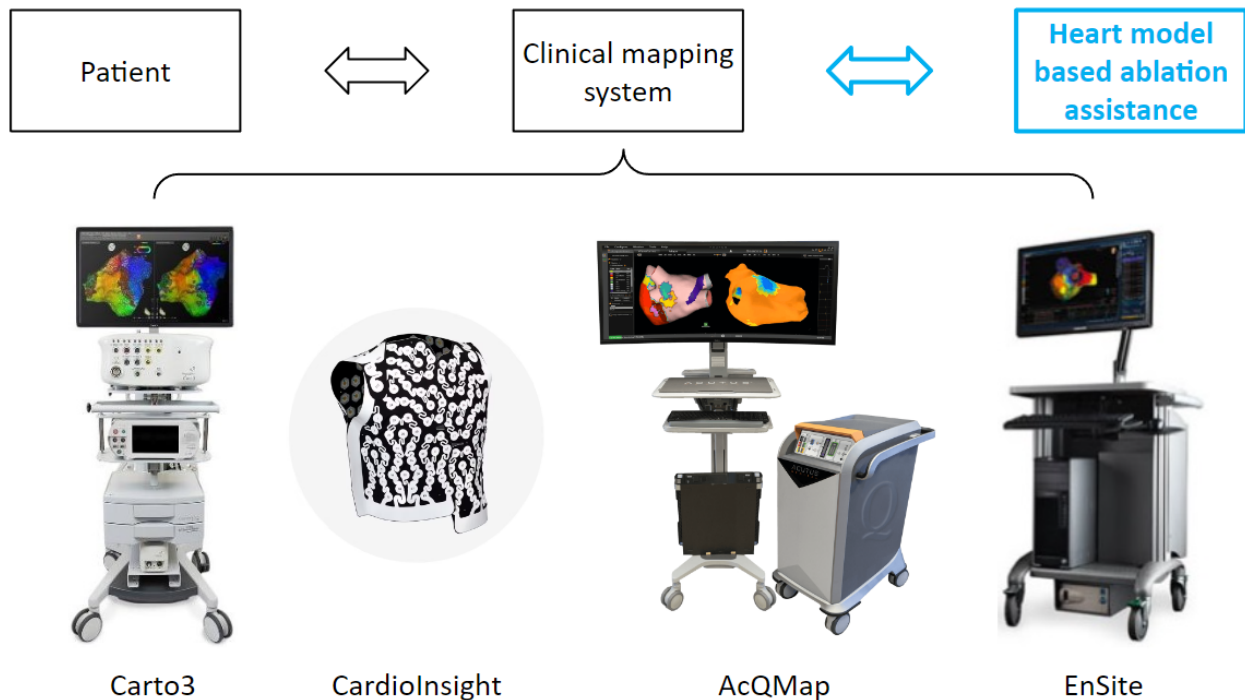 Patient
Clinical mapping
system
Heart model
based ablation
assistance
Carto3
CardioInsight
AcQMap
EnSite